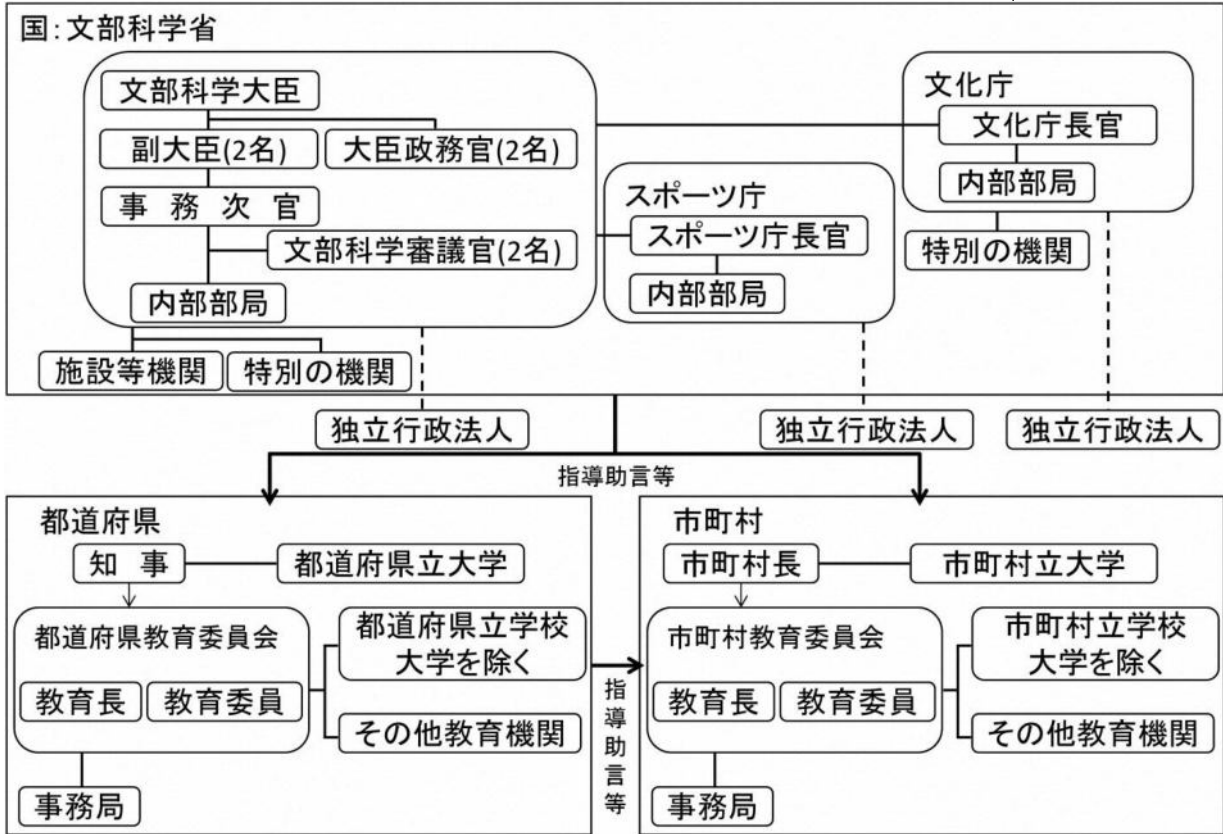 国：文部科学省
文部科学大臣
副大臣(2名)
大臣政務官(2名)
事務次官
文部科学審議官(2名)
内部部局
施設等機関
特別の機関
スポーツ庁
スポーツ庁長官
内部部局
文化庁
文化庁長官
内部部局
特別の機関
独立行政法人
独立行政法人
独立行政法人
指導助言等
都道府県
知事
都道府県立大学
都道府県教育委員会
教育長
教育委員
都道府県立学校
大学を除く
その他教育機関
事務局
指導助言等
市町村
市町村長
市町村立大学
市町村教育委員会
教育長
教育委員
市町村立学校
大学を除く
その他教育機関
事務局